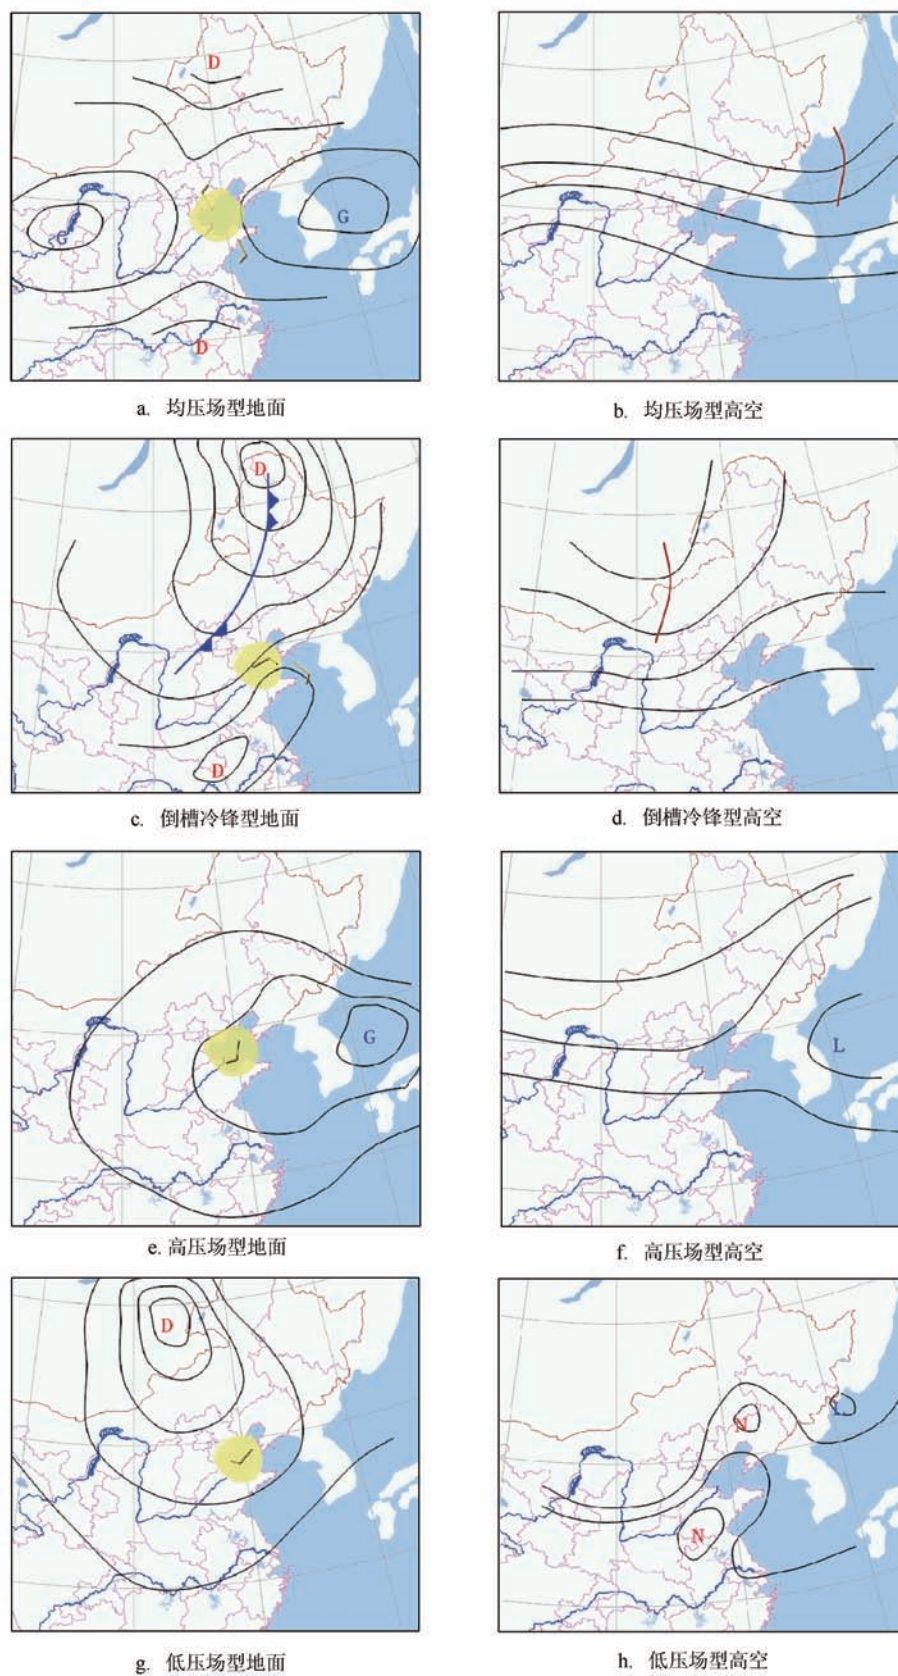 D
G
G
D
a. 均压场型地面
b. 均压场型高空
D
D
c. 倒槽冷锋型地面
d. 倒槽冷锋型高空
G
L
e. 高压场型地面
f. 高压场型高空
D
N
L
N
g. 低压场型地面
h. 低压场型高空